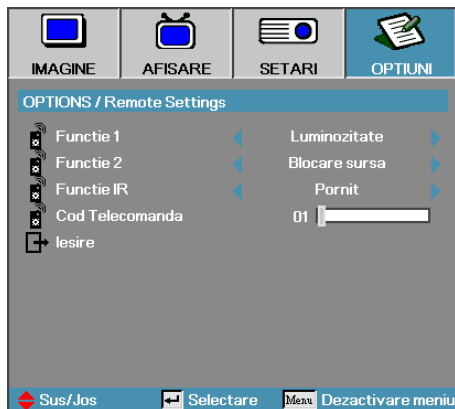 IMAGINE AFISARE SETARI OPTIUNI
OPTIONS / Remote Settings
Functie 1 Luminozitate
Functie 2 Blocare sursa
Functie IR Pornit
Cod Telecomanda 01
Iesire
Sus/Jos Selectare Menu Dezactivare meniu